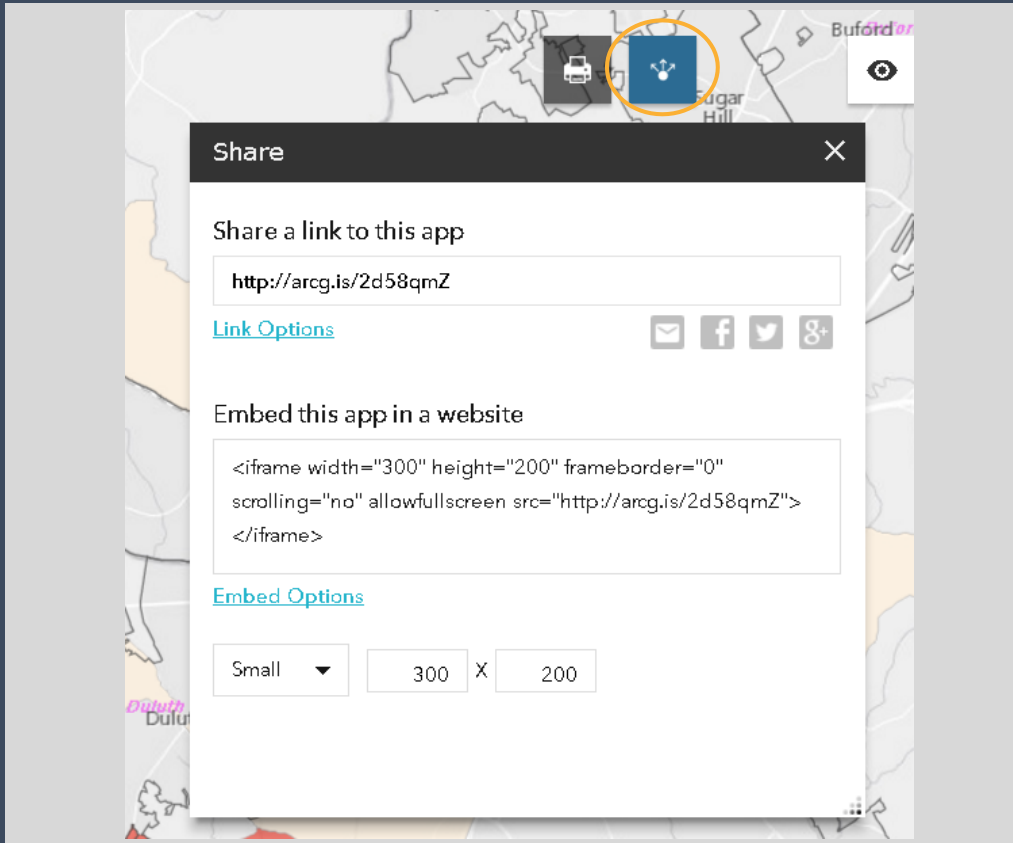 Buford
Sugar
Hill
Share
Share a link to this app
http://arcg.is/2d58qmZ
Link Options
8+
Embed this app in a website
<iframe width="300" height="200" frameborder="0"
scrolling="no" allowfullscreen src="http://arcg.is/2d58qmZ">
</iframe>
Embed Options
Small 300 X 200
Duluth